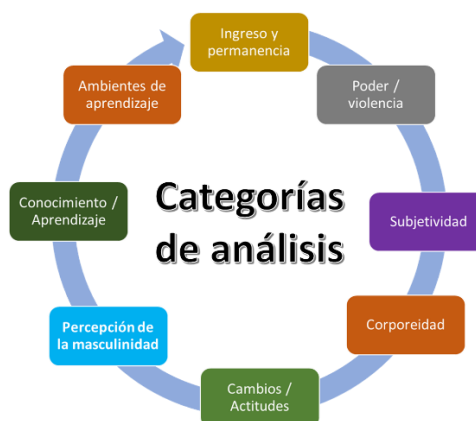 Ingreso y
permanencia
Poder /
violencia
Subjetividad
Corporeidad
Cambios /
Actitudes
Percepción de
la masculinidad
Conocimiento /
Aprendizaje
Ambientes de
aprendizaje
Categorías
de análisis